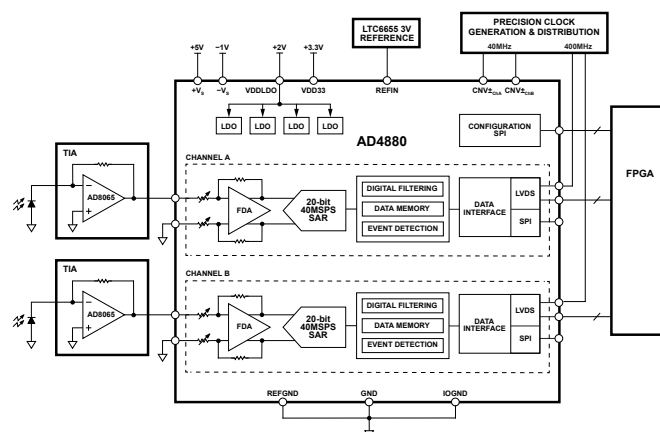 LTC6655 3V
REFERENCE
PRECISION CLOCK
GENERATION & DISTRIBUTION
40MHz
400MHz
+5V
−1V
+2V
+3.3V
+VS
−VS
VDDLDO
VDD33
REFIN
CNV±ChA
CNV±ChB
LDO
LDO
LDO
LDO
AD4880
CONFIGURATION
SPI
FPGA
TIA
AD8065
CHANNEL A
FDA
20-bit
40MSPS
SAR
DIGITAL FILTERING
DATA MEMORY
EVENT DETECTION
DATA
INTERFACE
LVDS
SPI
TIA
AD8065
CHANNEL B
FDA
20-bit
40MSPS
SAR
DIGITAL FILTERING
DATA MEMORY
EVENT DETECTION
DATA
INTERFACE
LVDS
SPI
REFGND
GND
IOGND